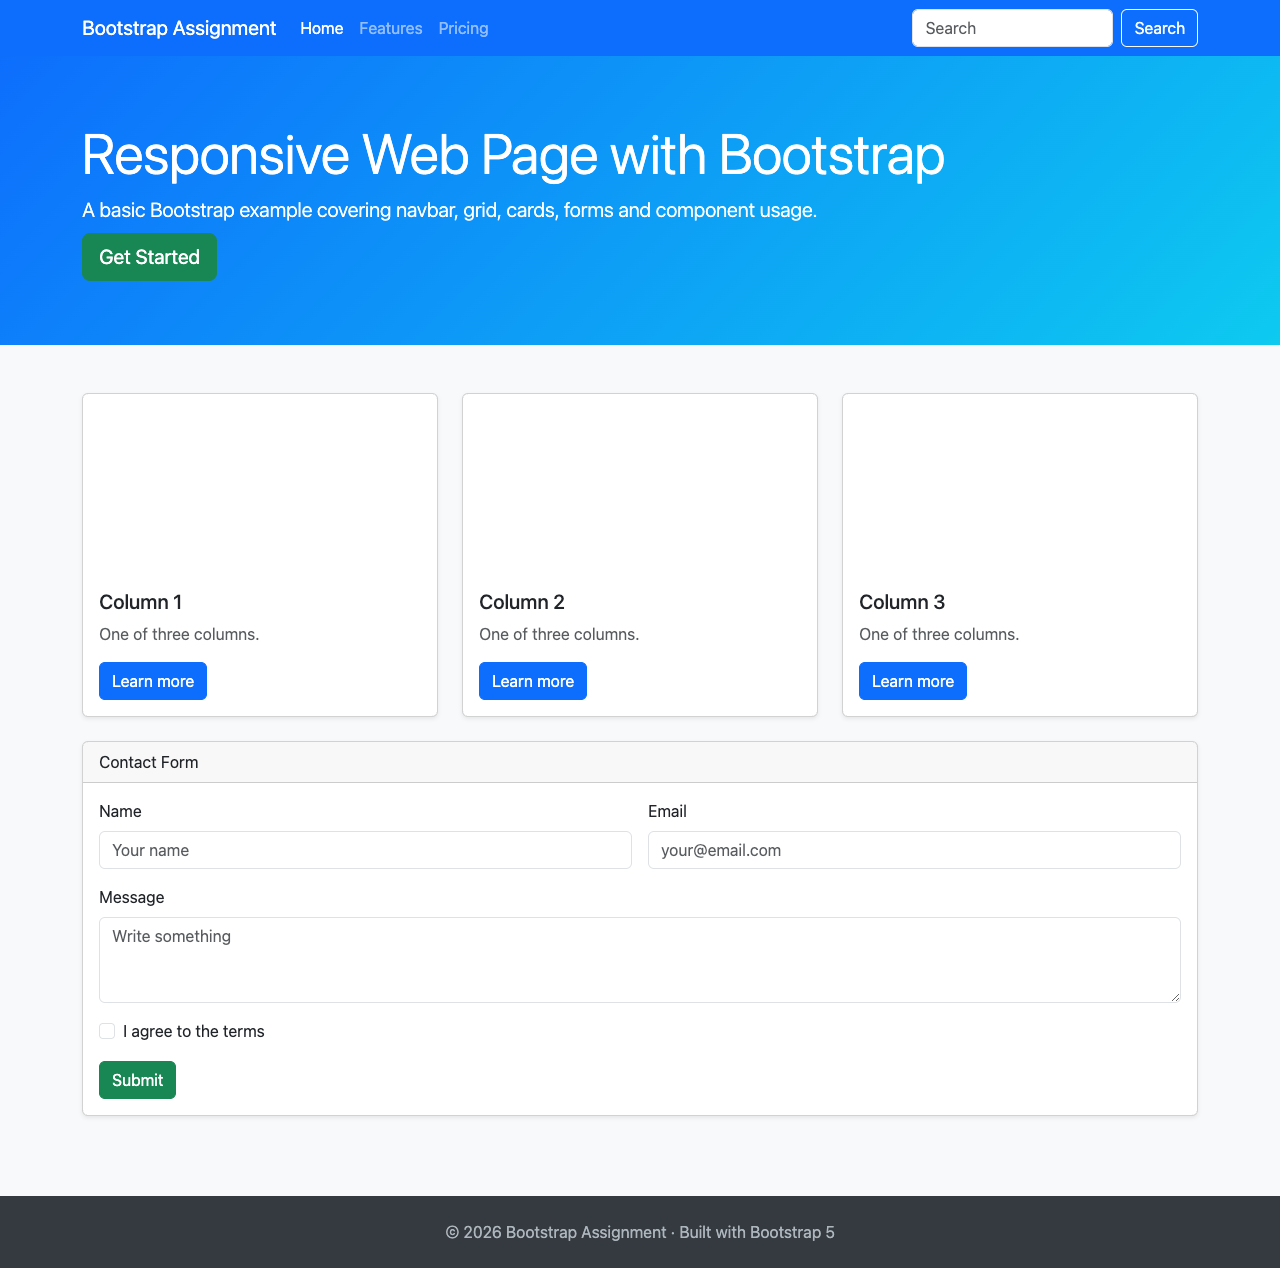 Bootstrap Assignment Home Features Pricing Search Search
Responsive Web Page with Bootstrap
A basic Bootstrap example covering navbar, grid, cards, forms and component usage.
Get Started
Column 1
One of three columns.
Learn more
Column 2
One of three columns.
Learn more
Column 3
One of three columns.
Learn more
Contact Form
Name
Your name
Email
your@email.com
Message
Write something
I agree to the terms
Submit
© 2026 Bootstrap Assignment · Built with Bootstrap 5